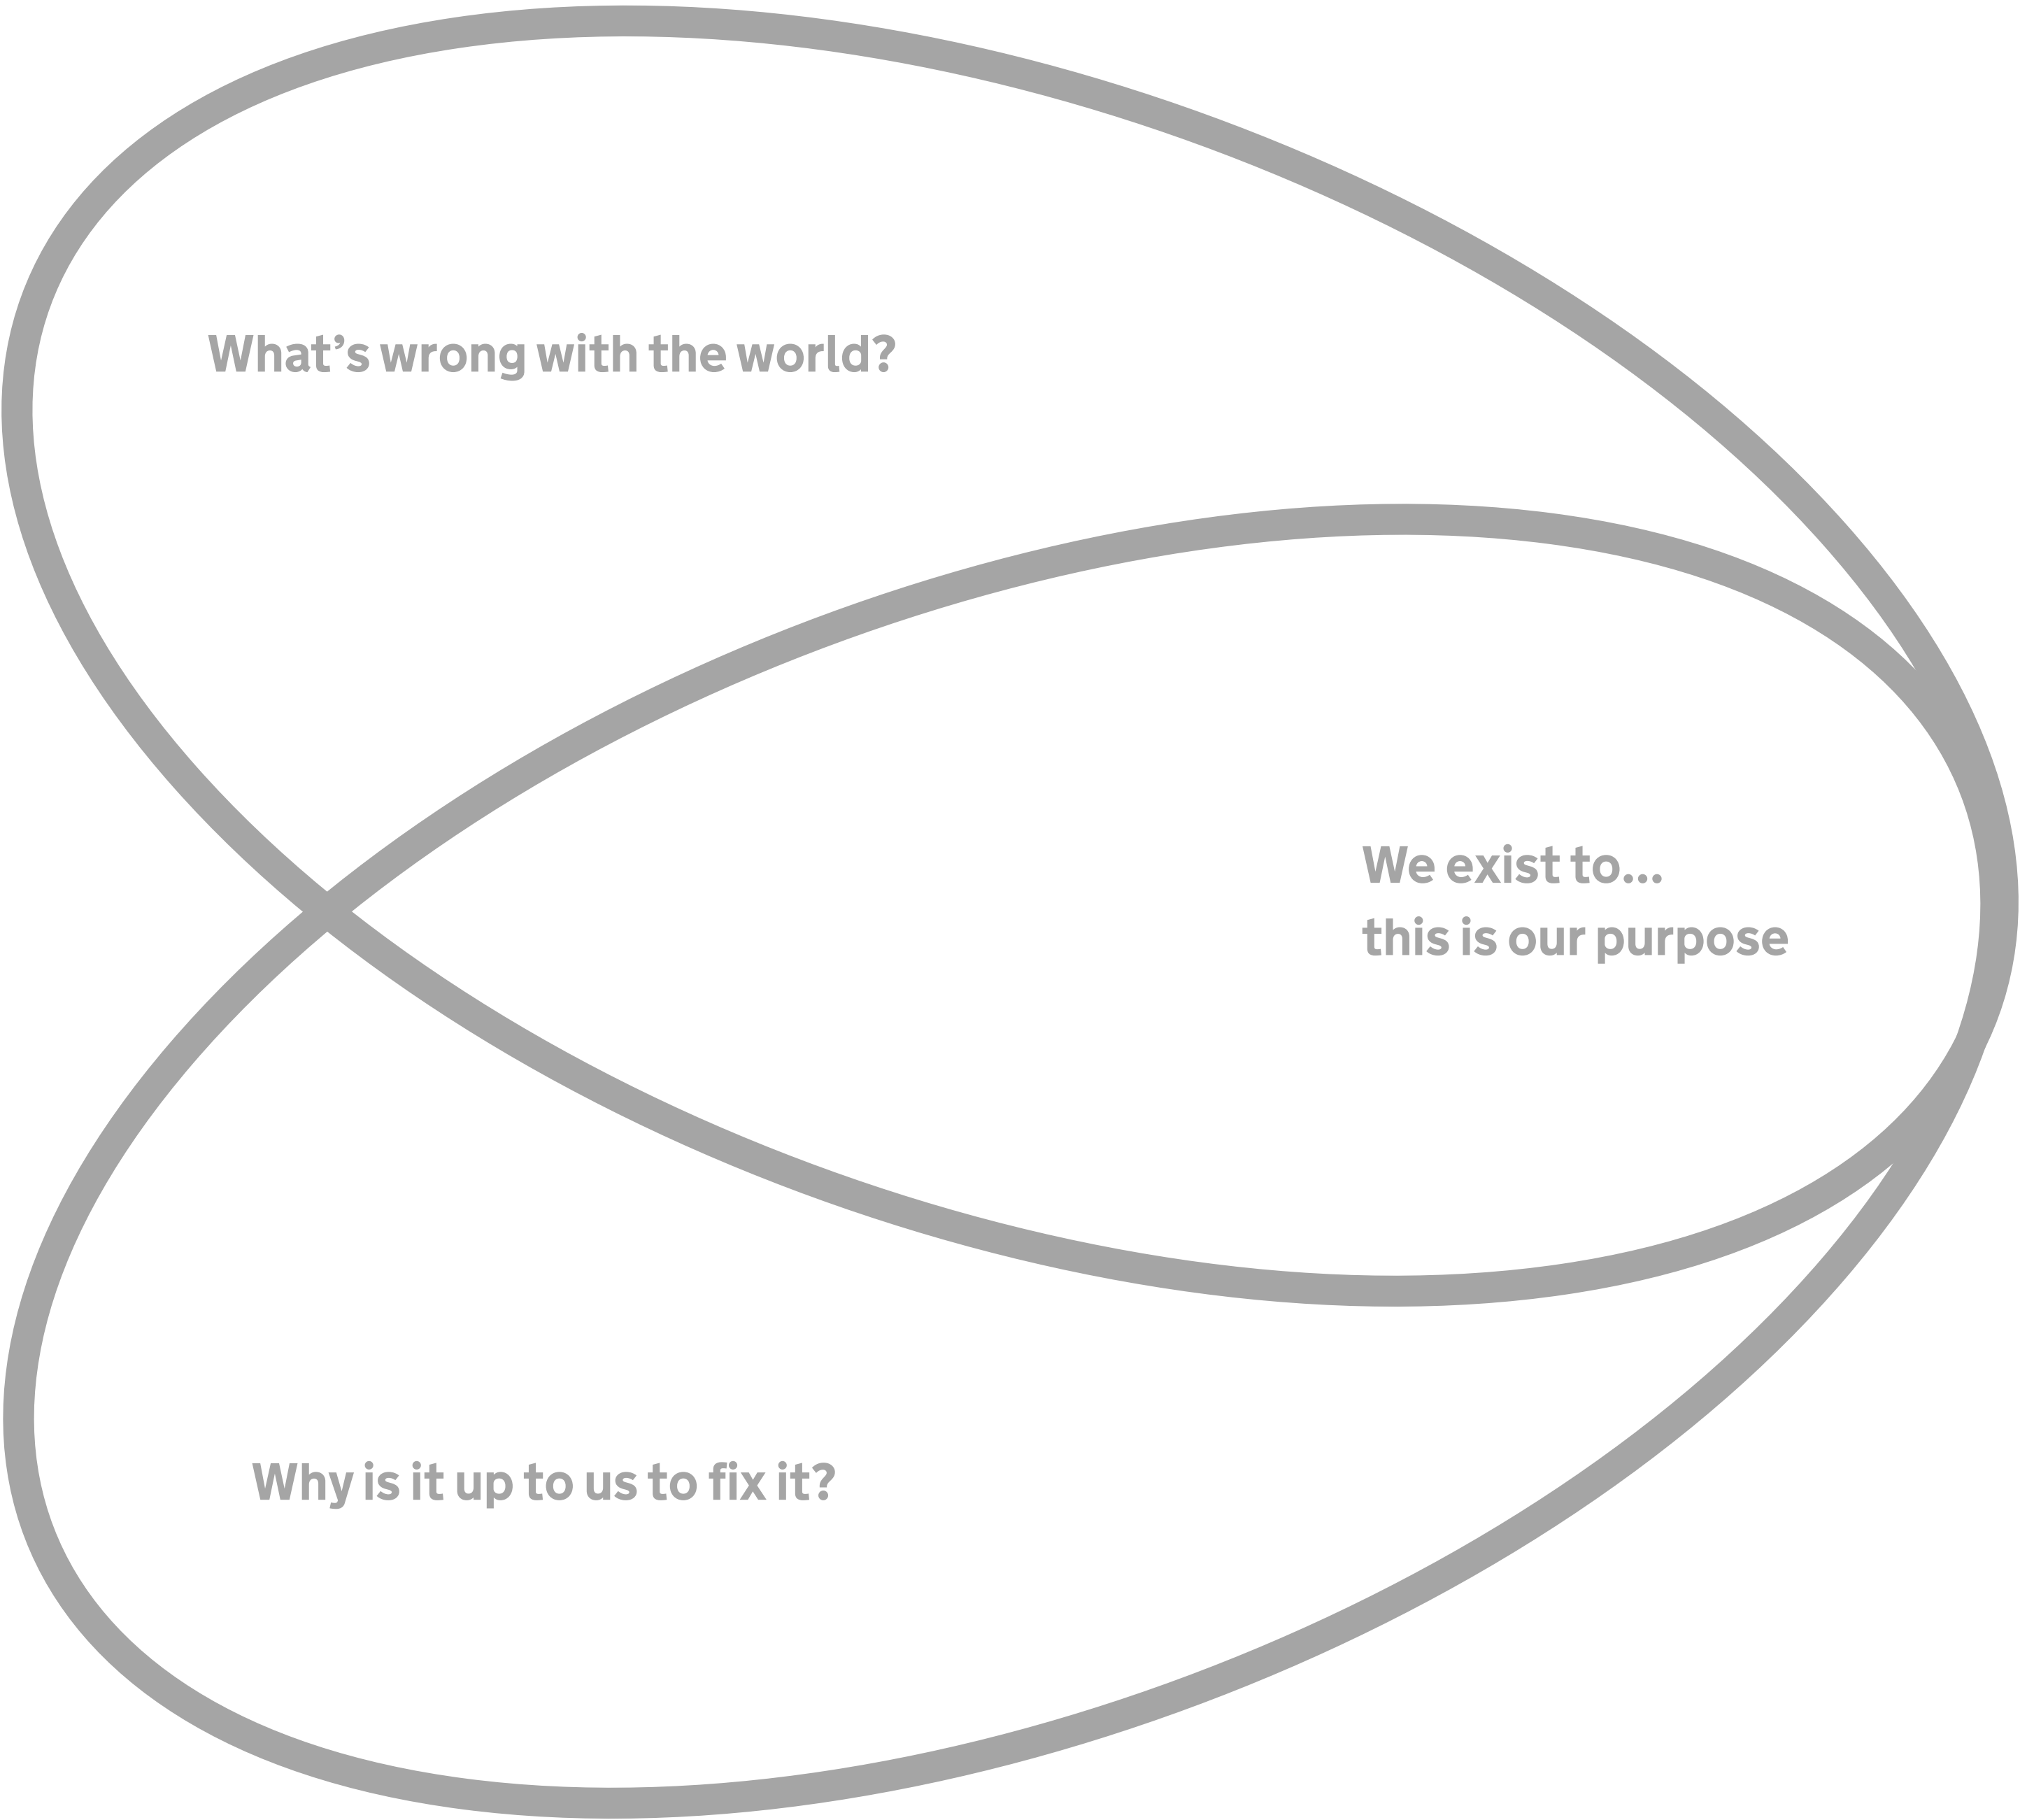 What’s wrong with the world?
We exist to...
this is our purpose
Why is it up to us to fix it?